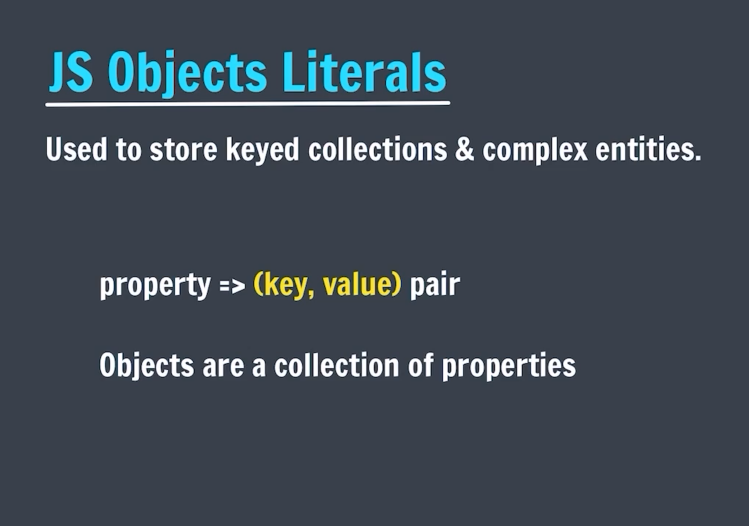 JS Objects Literals
Used to store keyed collections & complex entities.
property => (key, value) pair
Objects are a collection of properties